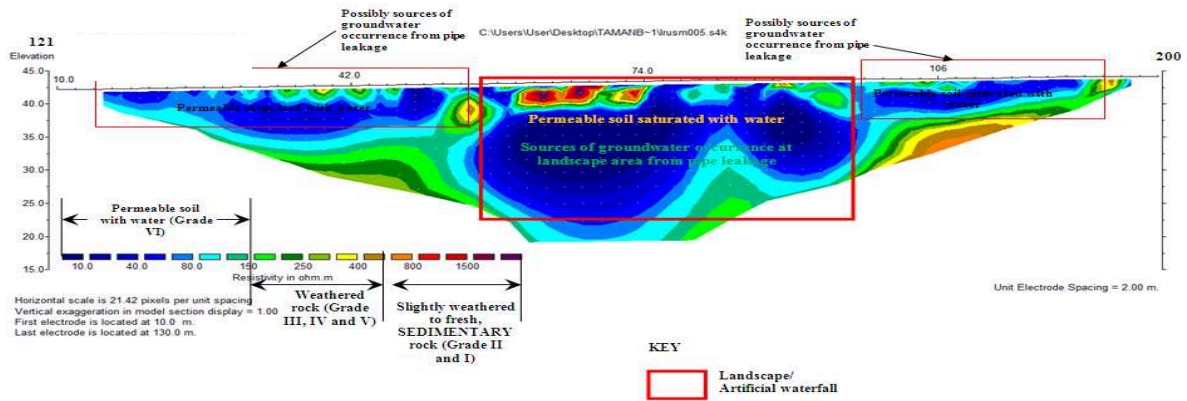 Possibly sources of
groundwater
occurrence from pipe
leakage
C:\Users\User\Desktop\TAMANB~1\lrusm005.s4k
Possibly sources of
groundwater
occurrence from pipe
leakage
121
200
Elevation
45.0
10.0
42.0
74.0
106
40.0
35.0
30.0
25.0
20.0
15.0
Permeable saturated with water
Permeable soil saturated with water
Permeable soil saturated with
water
Sources of groundwater occurrence at
landscape area from pipe leakage
Permeable soil
with water (Grade
VI)
10.0 40.0 80.0 150 250 400 800 1500
Resistivity in ohm.m
Weathered
rock (Grade
III, IV and V)
Slightly weathered
to fresh,
SEDIMENTARY
rock (Grade II
and I)
Horizontal scale is 21.42 pixels per unit spacing
Vertical exaggeration in model section display = 1.00
First electrode is located at 10.0 m.
Last electrode is located at 130.0 m.
Unit Electrode Spacing = 2.00 m.
KEY
Landscape/
Artificial waterfall